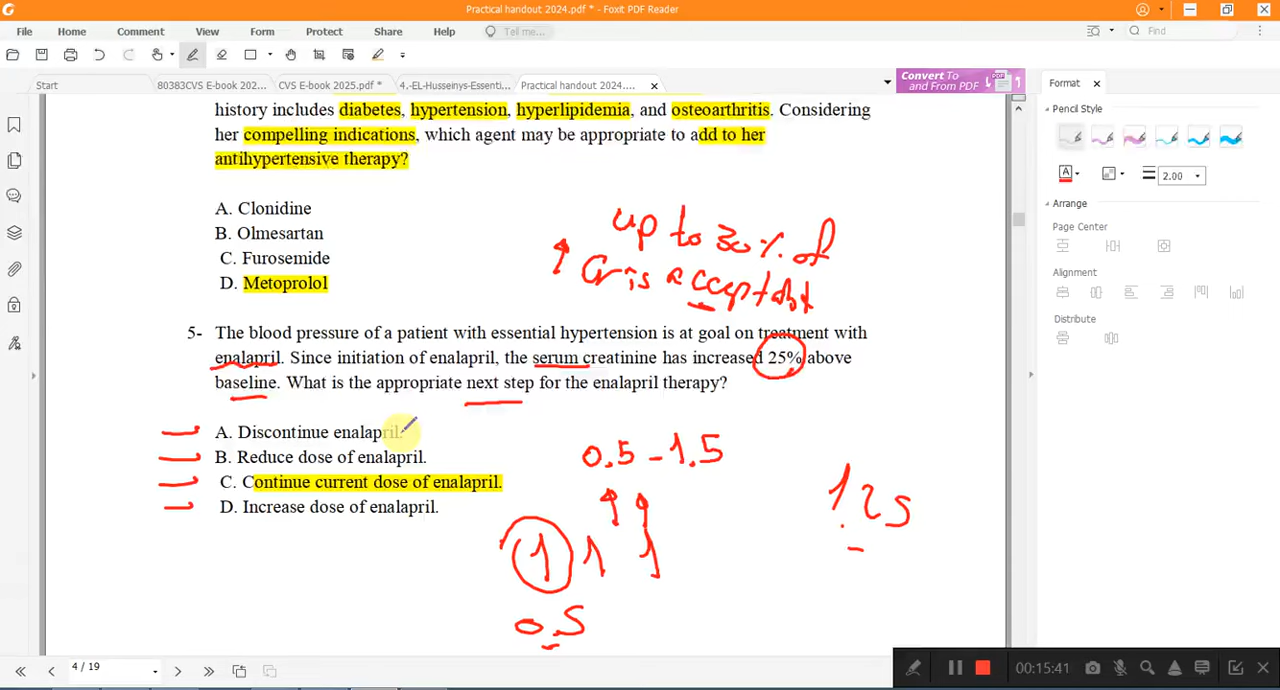 Practical handout 2024.pdf * - Foxit PDF Reader
File Home Comment View Form Protect Share Help Tell me... Find
Start 80383CVS E-book 202... CVS E-book 2025.pdf * 4,-EL-Husseinys-Essenti... Practical handout 2024....
Convert To
and From PDF
history includes diabetes, hypertension, hyperlipidemia, and osteoarthritis. Considering
her compelling indications, which agent may be appropriate to add to her
antihypertensive therapy?
A. Clonidine
B. Olmesartan
C. Furosemide
D. Metoprolol
up to 30% of
↑ Cr is acceptabl
5- The blood pressure of a patient with essential hypertension is at goal on treatment with
enalapril. Since initiation of enalapril, the serum creatinine has increased 25% above
baseline. What is the appropriate next step for the enalapril therapy?
A. Discontinue enalapril.
B. Reduce dose of enalapril.
C. Continue current dose of enalapril.
D. Increase dose of enalapril.
0.5 - 1.5
1 1 1
0.5
125
Format
Pencil Style
2.00
Arrange
Page Center
Alignment
Distribute
4 / 19
00:15:41